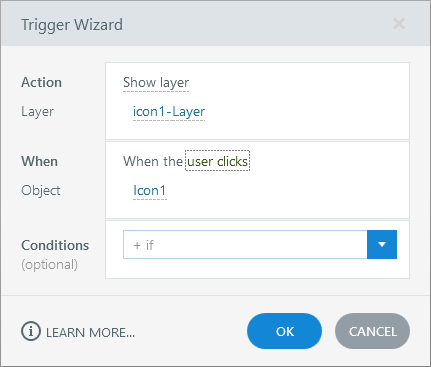 Trigger Wizard
Action
Show layer
Layer
icon1-Layer
When
When the user clicks
Object
Icon1
Conditions
(optional)
+ if
LEARN MORE...
OK
CANCEL